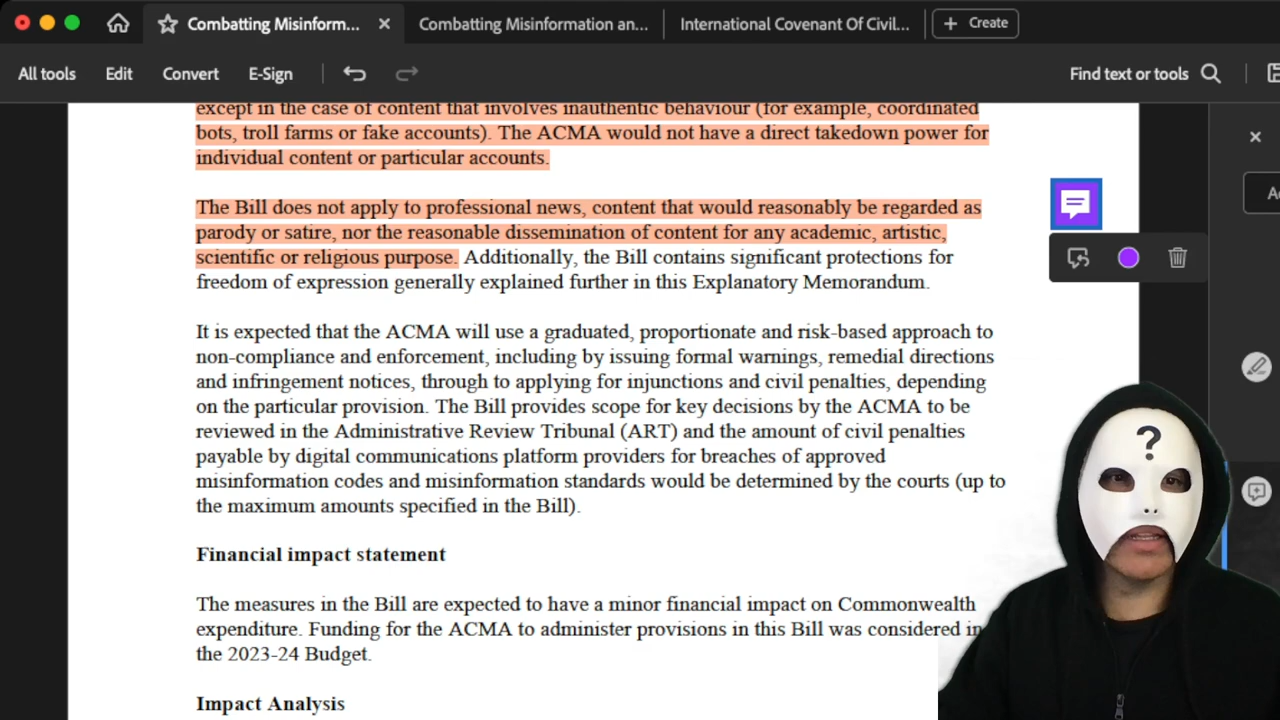 Combatting Misinform...
Combatting Misinformation an...
International Covenant Of Civil...
Create
All tools
Edit
Convert
E-Sign
Find text or tools
except in the case of content that involves inauthentic behaviour (for example, coordinated
bots, troll farms or fake accounts). The ACMA would not have a direct takedown power for
individual content or particular accounts.
The Bill does not apply to professional news, content that would reasonably be regarded as
parody or satire, nor the reasonable dissemination of content for any academic, artistic,
scientific or religious purpose. Additionally, the Bill contains significant protections for
freedom of expression generally explained further in this Explanatory Memorandum.
It is expected that the ACMA will use a graduated, proportionate and risk-based approach to
non-compliance and enforcement, including by issuing formal warnings, remedial directions
and infringement notices, through to applying for injunctions and civil penalties, depending
on the particular provision. The Bill provides scope for key decisions by the ACMA to be
reviewed in the Administrative Review Tribunal (ART) and the amount of civil penalties
payable by digital communications platform providers for breaches of approved
misinformation codes and misinformation standards would be determined by the courts (up to
the maximum amounts specified in the Bill).
Financial impact statement
The measures in the Bill are expected to have a minor financial impact on Commonwealth
expenditure. Funding for the ACMA to administer provisions in this Bill was considered in
the 2023-24 Budget.
Impact Analysis
?